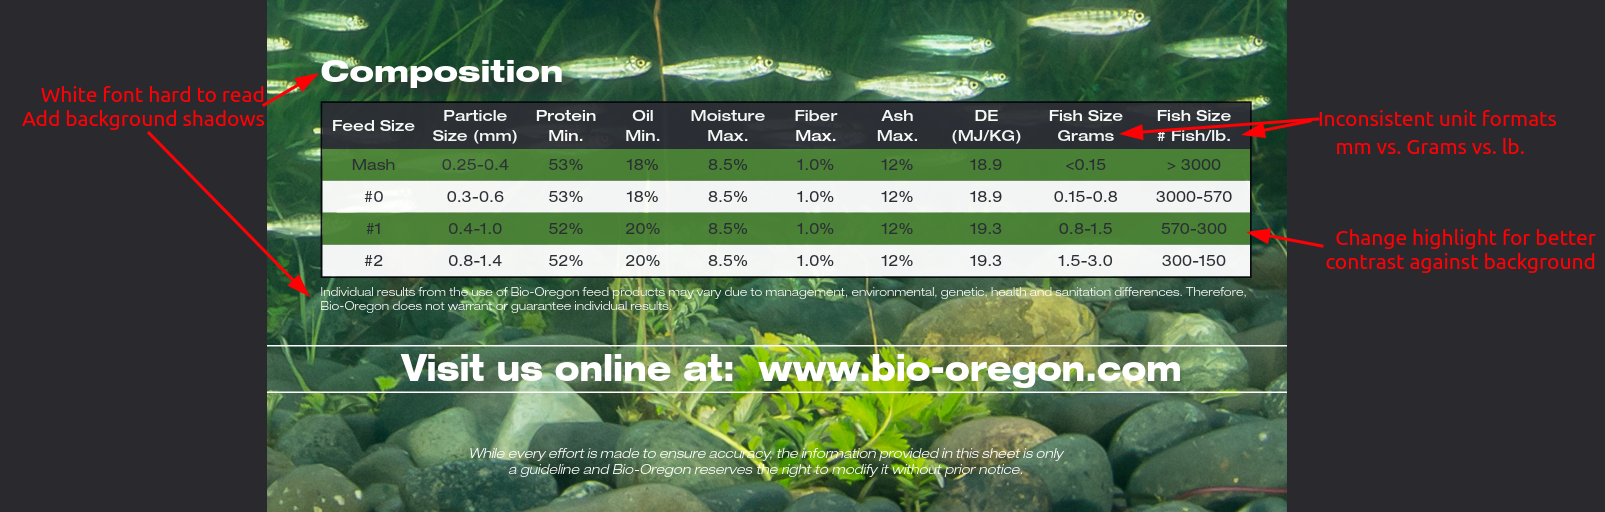 White font hard to read
Add background shadows
Composition
Feed Size Particle Size (mm) Protein Min. Oil Min. Moisture Max. Fiber Max. Ash Max. DE (MJ/KG) Fish Size Grams Fish Size # Fish/lb.
Mash 0.25-0.4 53% 18% 8.5% 1.0% 12% 18.9 <0.15 > 3000
#0 0.3-0.6 53% 18% 8.5% 1.0% 12% 18.9 0.15-0.8 3000-570
#1 0.4-1.0 52% 20% 8.5% 1.0% 12% 19.3 0.8-1.5 570-300
#2 0.8-1.4 52% 20% 8.5% 1.0% 12% 19.3 1.5-3.0 300-150
Inconsistent unit formats
mm vs. Grams vs. lb.
Change highlight for better
contrast against background
Individual results from the use of Bio-Oregon feed products may vary due to management, environmental, genetic, health and sanitation differences. Therefore,
Bio-Oregon does not warrant or guarantee individual results.
Visit us online at: www.bio-oregon.com
While every effort is made to ensure accuracy, the information provided in this sheet is only
a guideline and Bio-Oregon reserves the right to modify it without prior notice.